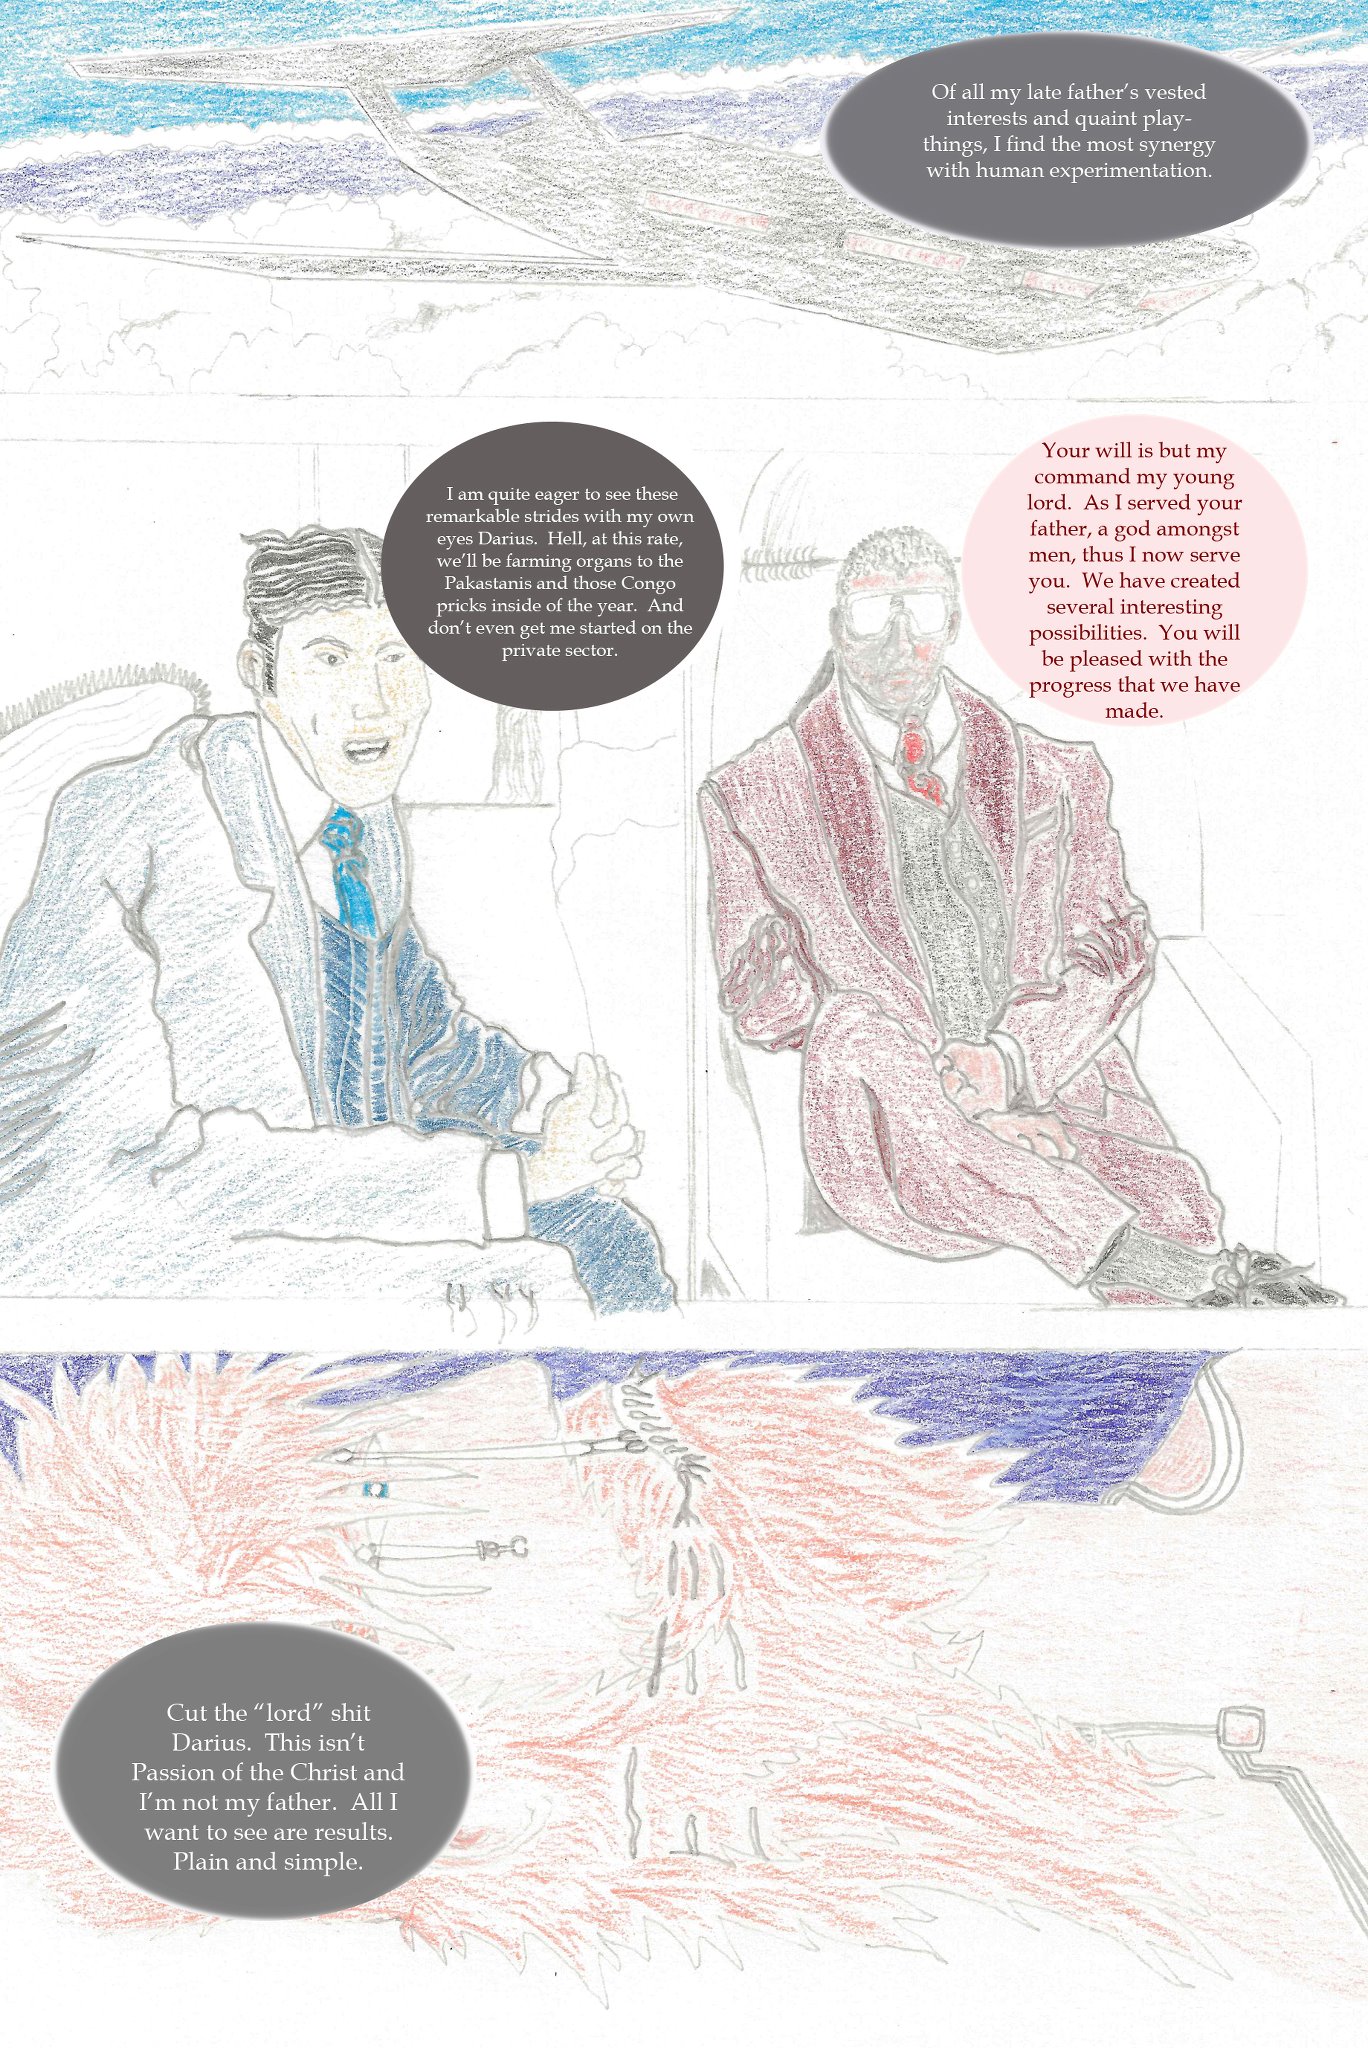 Of all my late father's vested
interests and quaint play-
things, I find the most synergy
with human experimentation.
I am quite eager to see these
remarkable strides with my own
eyes Darius.  Hell, at this rate,
we'll be farming organs to the
Pakastanis and those Congo
pricks inside of the year.  And
don't even get me started on the
private sector.
Your will is but my
command my young
lord.  As I served your
father, a god amongst
men, thus I now serve
you.  We have created
several interesting
possibilities.  You will
be pleased with the
progress that we have
made.
Cut the “lord” shit
Darius.  This isn't
Passion of the Christ and
I'm not my father.  All I
want to see are results.
Plain and simple.